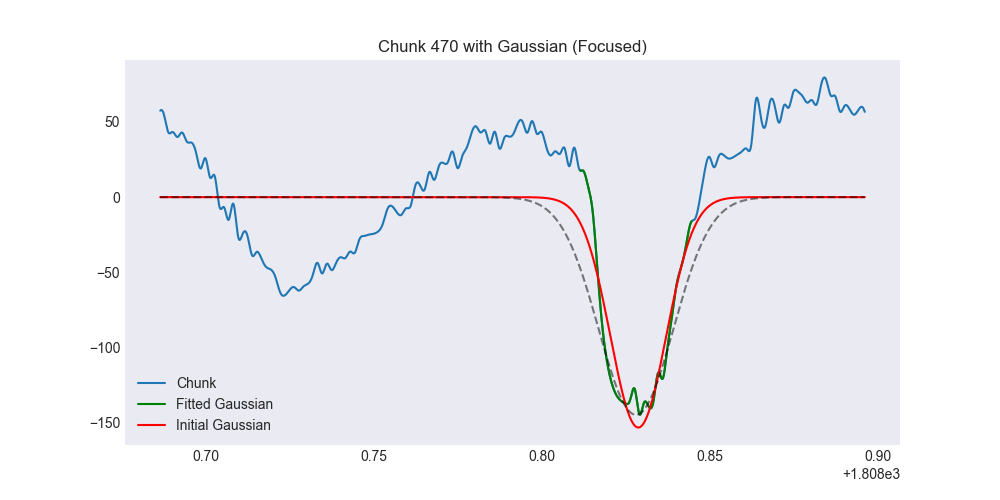 Chunk 470 with Gaussian (Focused)
50
0
−50
−100
−150
Chunk
Fitted Gaussian
Initial Gaussian
0.70 0.75 0.80 0.85 0.90
+1.808e3